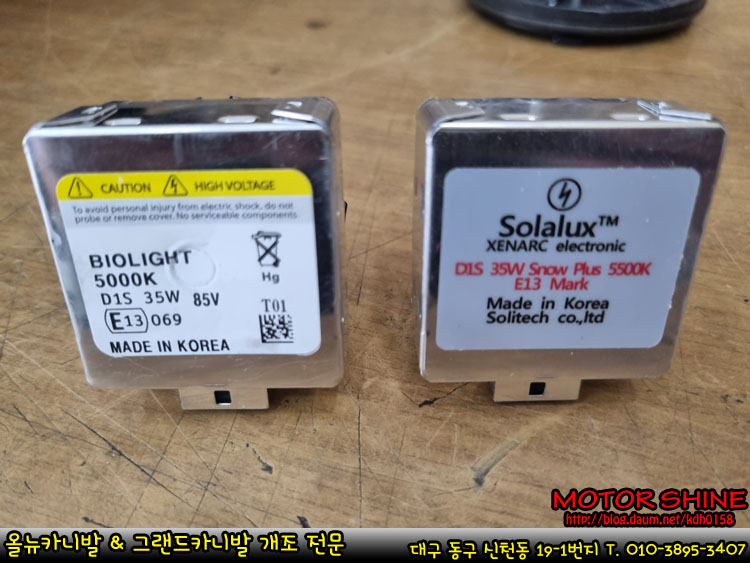 CAUTION HIGH VOLTAGE
To avoid personal injury from electric shock, do not
probe or remove cover. No serviceable components.
BIOLIGHT
5000K
D1S 35W 85V
E13 069
MADE IN KOREA
Hg
T01
Solalux™
XENARC electronic
D1S 35W Snow Plus 5500K
E13 Mark
Made in Korea
Solitech co.,ltd
MOTOR SHINE
http://blog.daum.net/kdh0158
올뉴카니발 & 그랜드카니발 개조 전문
대구 동구 신천동 19-1번지 T. 010-3895-3407